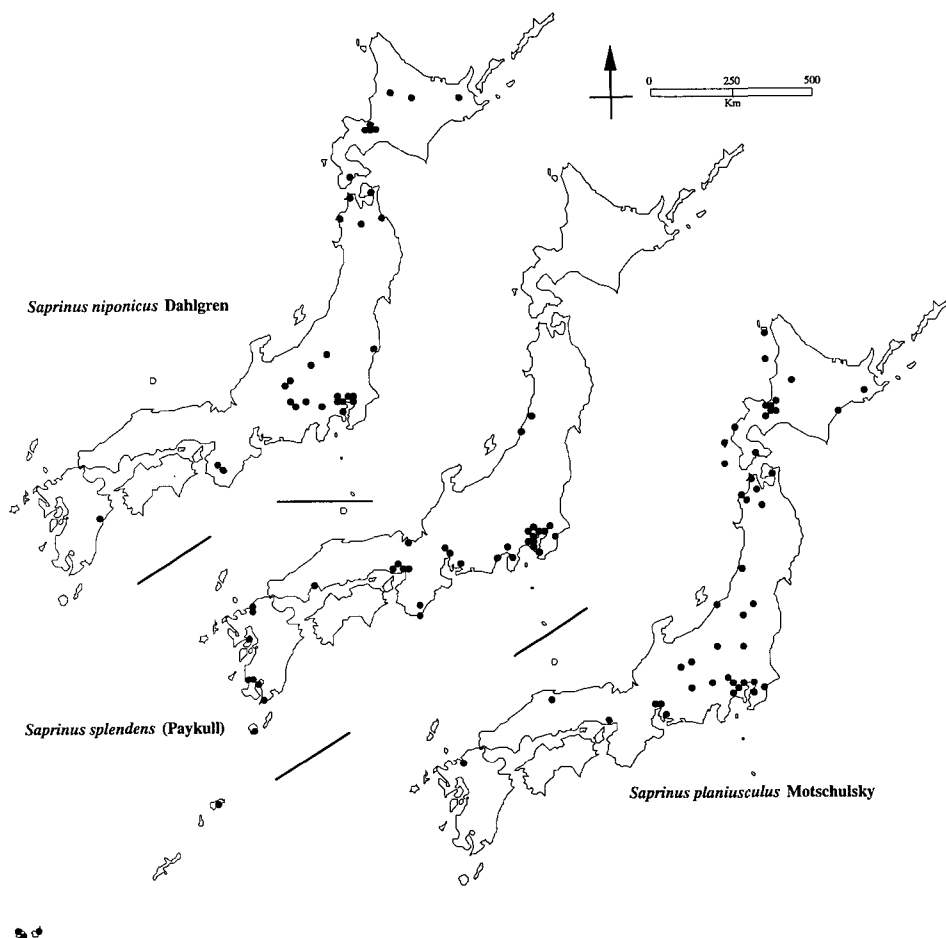 0 250 500
Km
Saprinus niponicus Dahlgren
Saprinus splendens (Paykull)
Saprinus planiusculus Motschulsky